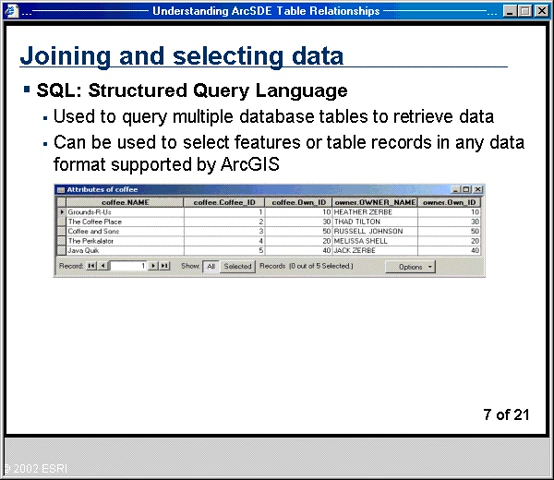 ... Understanding ArcSDE Table Relationships ...
Joining and selecting data
SQL: Structured Query Language
Used to query multiple database tables to retrieve data
Can be used to select features or table records in any data
format supported by ArcGIS
Attributes of coffee
coffee.NAME coffee.Coffee_ID coffee.Own_ID owner.OWNER_NAME owner.Own_ID
Grounds-R-Us 1 10 HEATHER ZERBE 10
The Coffee Place 2 30 THAD TILTON 30
Coffee and Sons 3 50 RUSSELL JOHNSON 50
The Perkalator 4 20 MELISSA SHELL 20
Java Quik 5 40 JACK ZERBE 40
Record: 1 Show: All Selected Records (0 out of 5 Selected.) Options
7 of 21
© 2002 ESRI